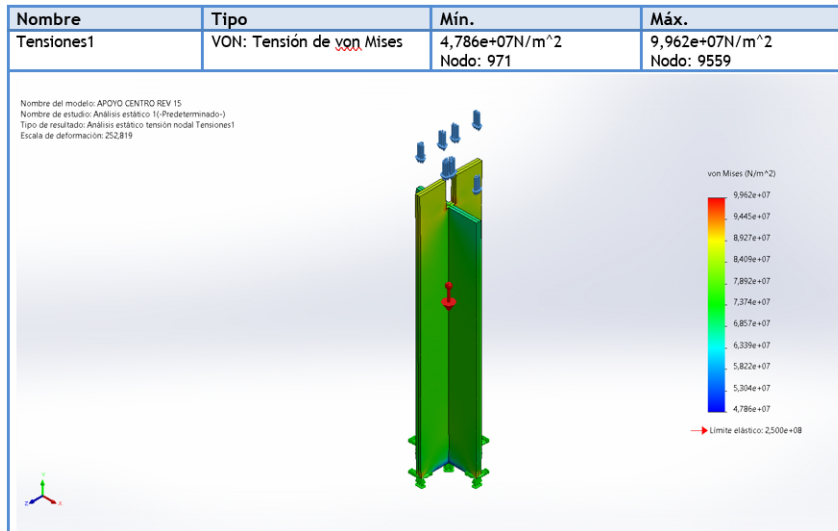 Nombre Tipo Mín. Máx.
Tensiones1 VON: Tensión de von Mises 4,786e+07N/m^2 9,962e+07N/m^2
Nodo: 971 Nodo: 9559
Nombre del modelo: APOYO CENTRO REV 15
Nombre de estudio: Análisis estático 1(-Predeterminado-)
Tipo de resultado: Análisis estático tensión nodal Tensiones1
Escala de deformación: 252,819
von Mises (N/m^2)
9,962e+07
9,445e+07
8,927e+07
8,409e+07
7,892e+07
7,374e+07
6,857e+07
6,339e+07
5,822e+07
5,304e+07
4,786e+07
Límite elástico: 2,500e+08
Y
Z X